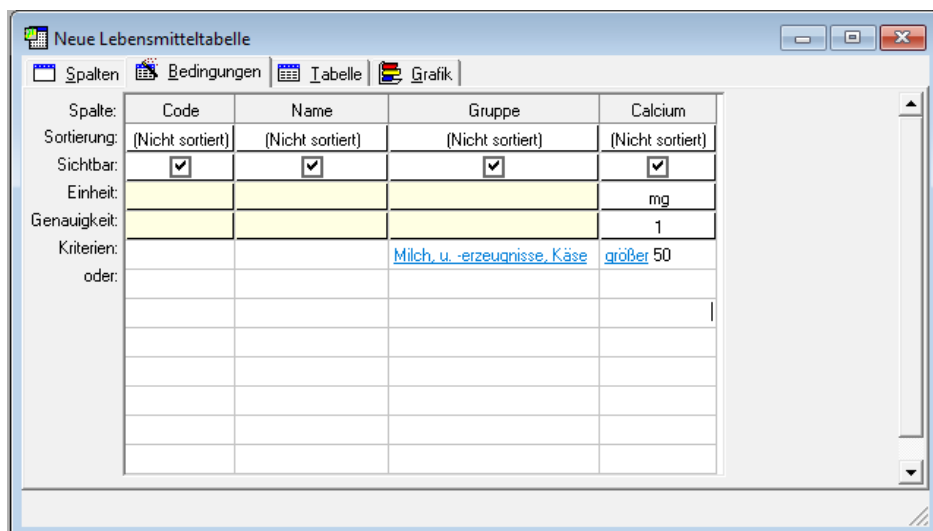 Neue Lebensmitteltabelle
Spalten Bedingungen Tabelle Grafik
Spalte: Code Name Gruppe Calcium
Sortierung: (Nicht sortiert) (Nicht sortiert) (Nicht sortiert) (Nicht sortiert)
Sichtbar:
Einheit: mg
Genauigkeit: 1
Kriterien: Milch, u. -erzeugnisse, Käse größer 50
oder: